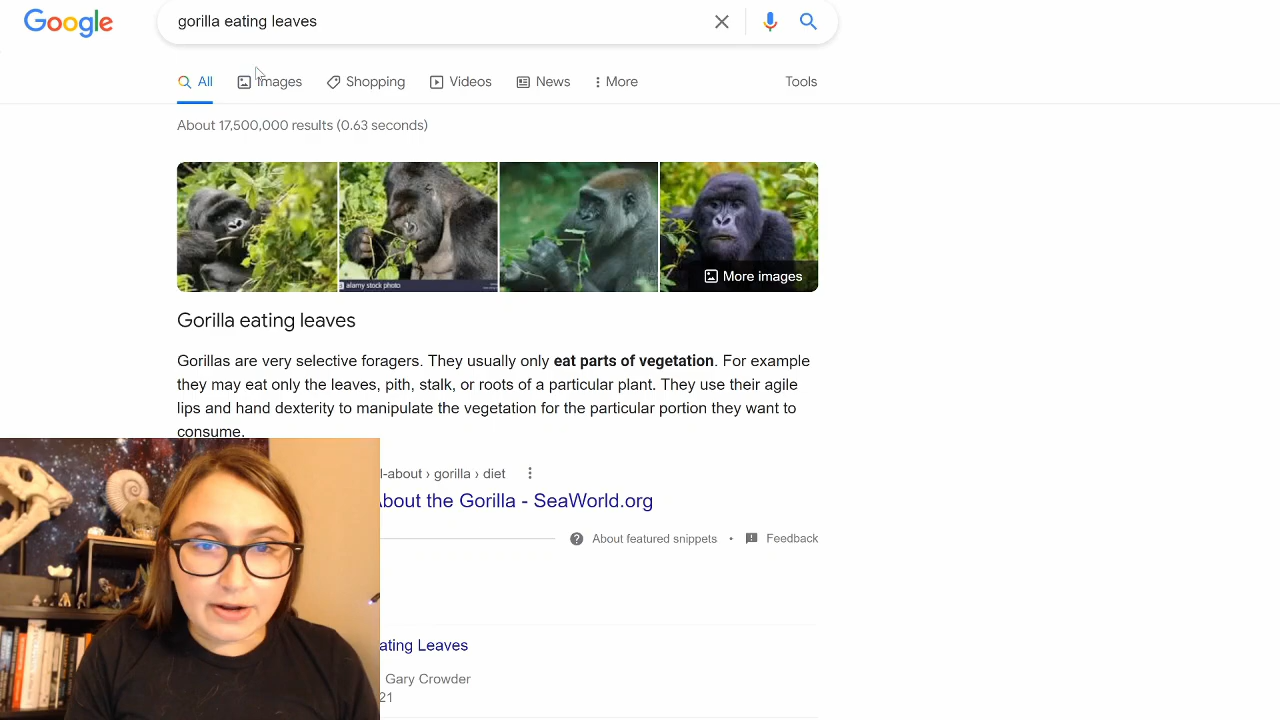 Google
gorilla eating leaves
All
Images
Shopping
Videos
News
More
Tools
About 17,500,000 results (0.63 seconds)
alamy stock photo
More images
Gorilla eating leaves
Gorillas are very selective foragers. They usually only eat parts of vegetation. For example
they may eat only the leaves, pith, stalk, or roots of a particular plant. They use their agile
lips and hand dexterity to manipulate the vegetation for the particular portion they want to
consume.
l-about › gorilla › diet
About the Gorilla - SeaWorld.org
About featured snippets • Feedback
ating Leaves
Gary Crowder
21